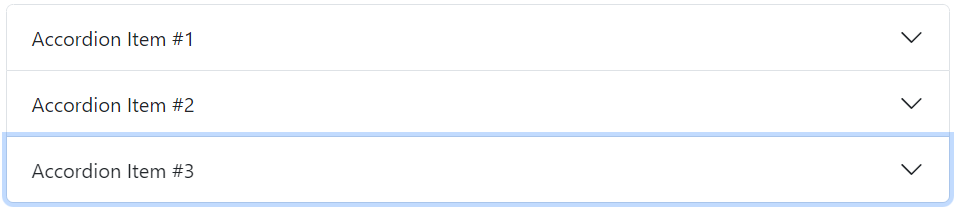 Accordion Item #1
Accordion Item #2
Accordion Item #3